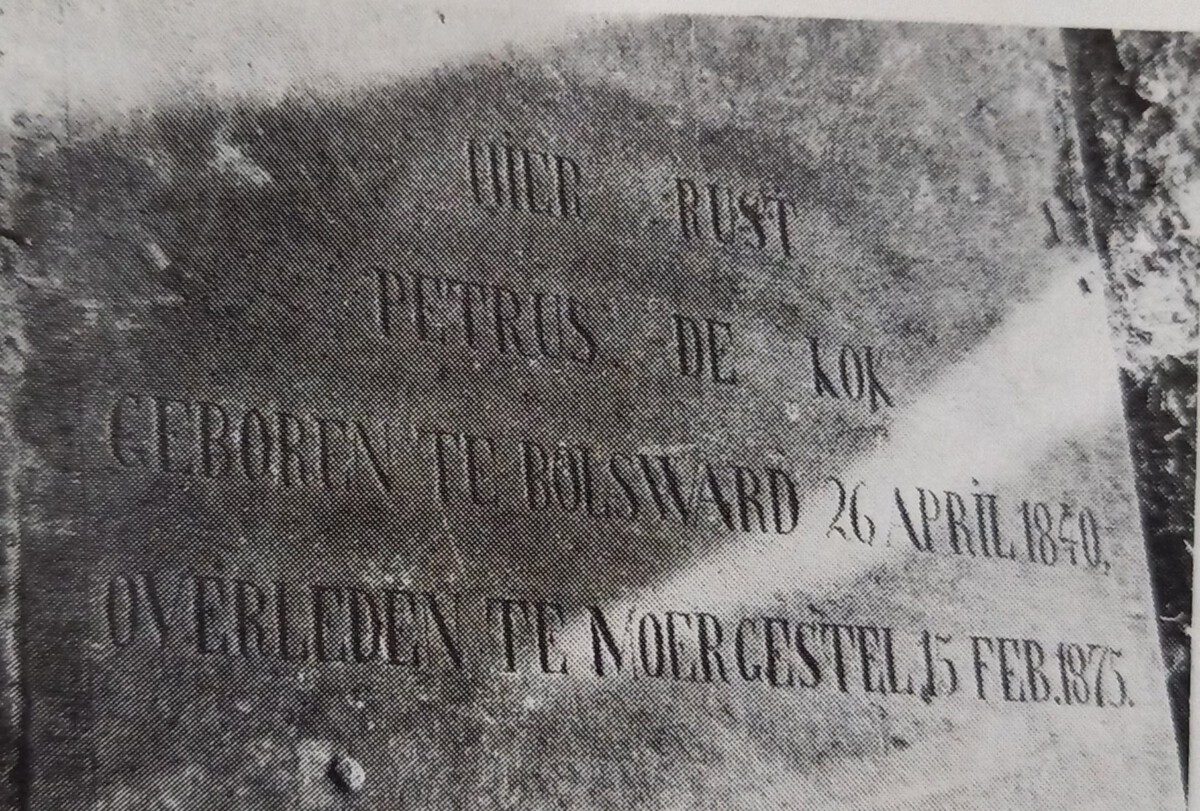 HIER RUST
PETRUS DE KOK
GEBOREN TE BOLSWARD 26 APRIL 1840,
OVERLEDEN TE MOERGESTEL 15 FEB. 1875.